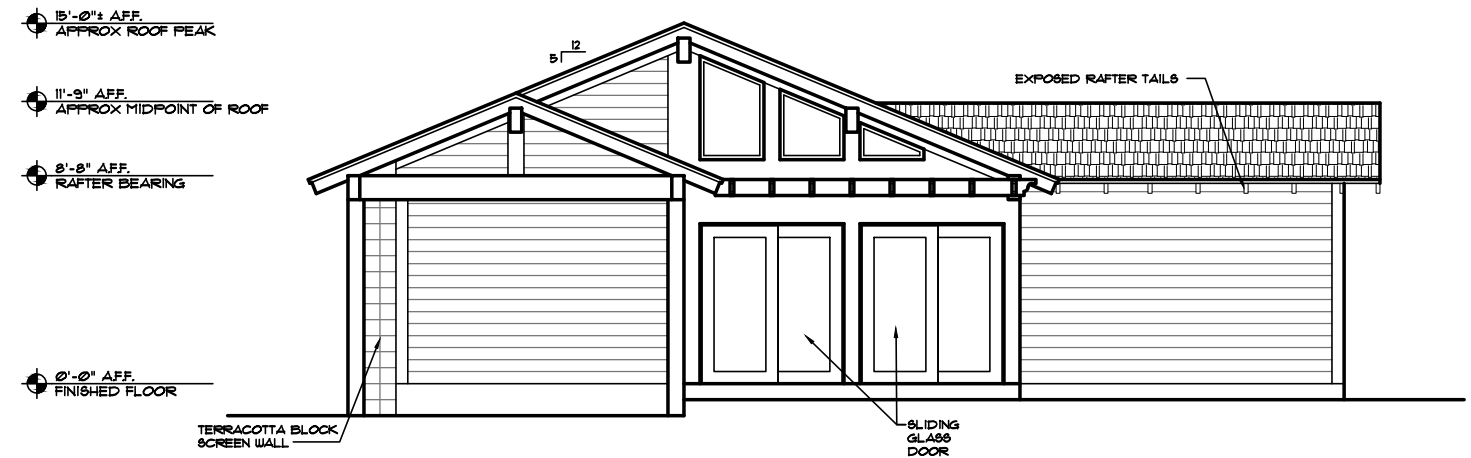 15'-0"± A.F.F.
APPROX ROOF PEAK
12
5
11'-9" A.F.F.
APPROX MIDPOINT OF ROOF
EXPOSED RAFTER TAILS
8'-8" A.F.F.
RAFTER BEARING
0'-0" A.F.F.
FINISHED FLOOR
TERRACOTTA BLOCK
SCREEN WALL
SLIDING
GLASS
DOOR